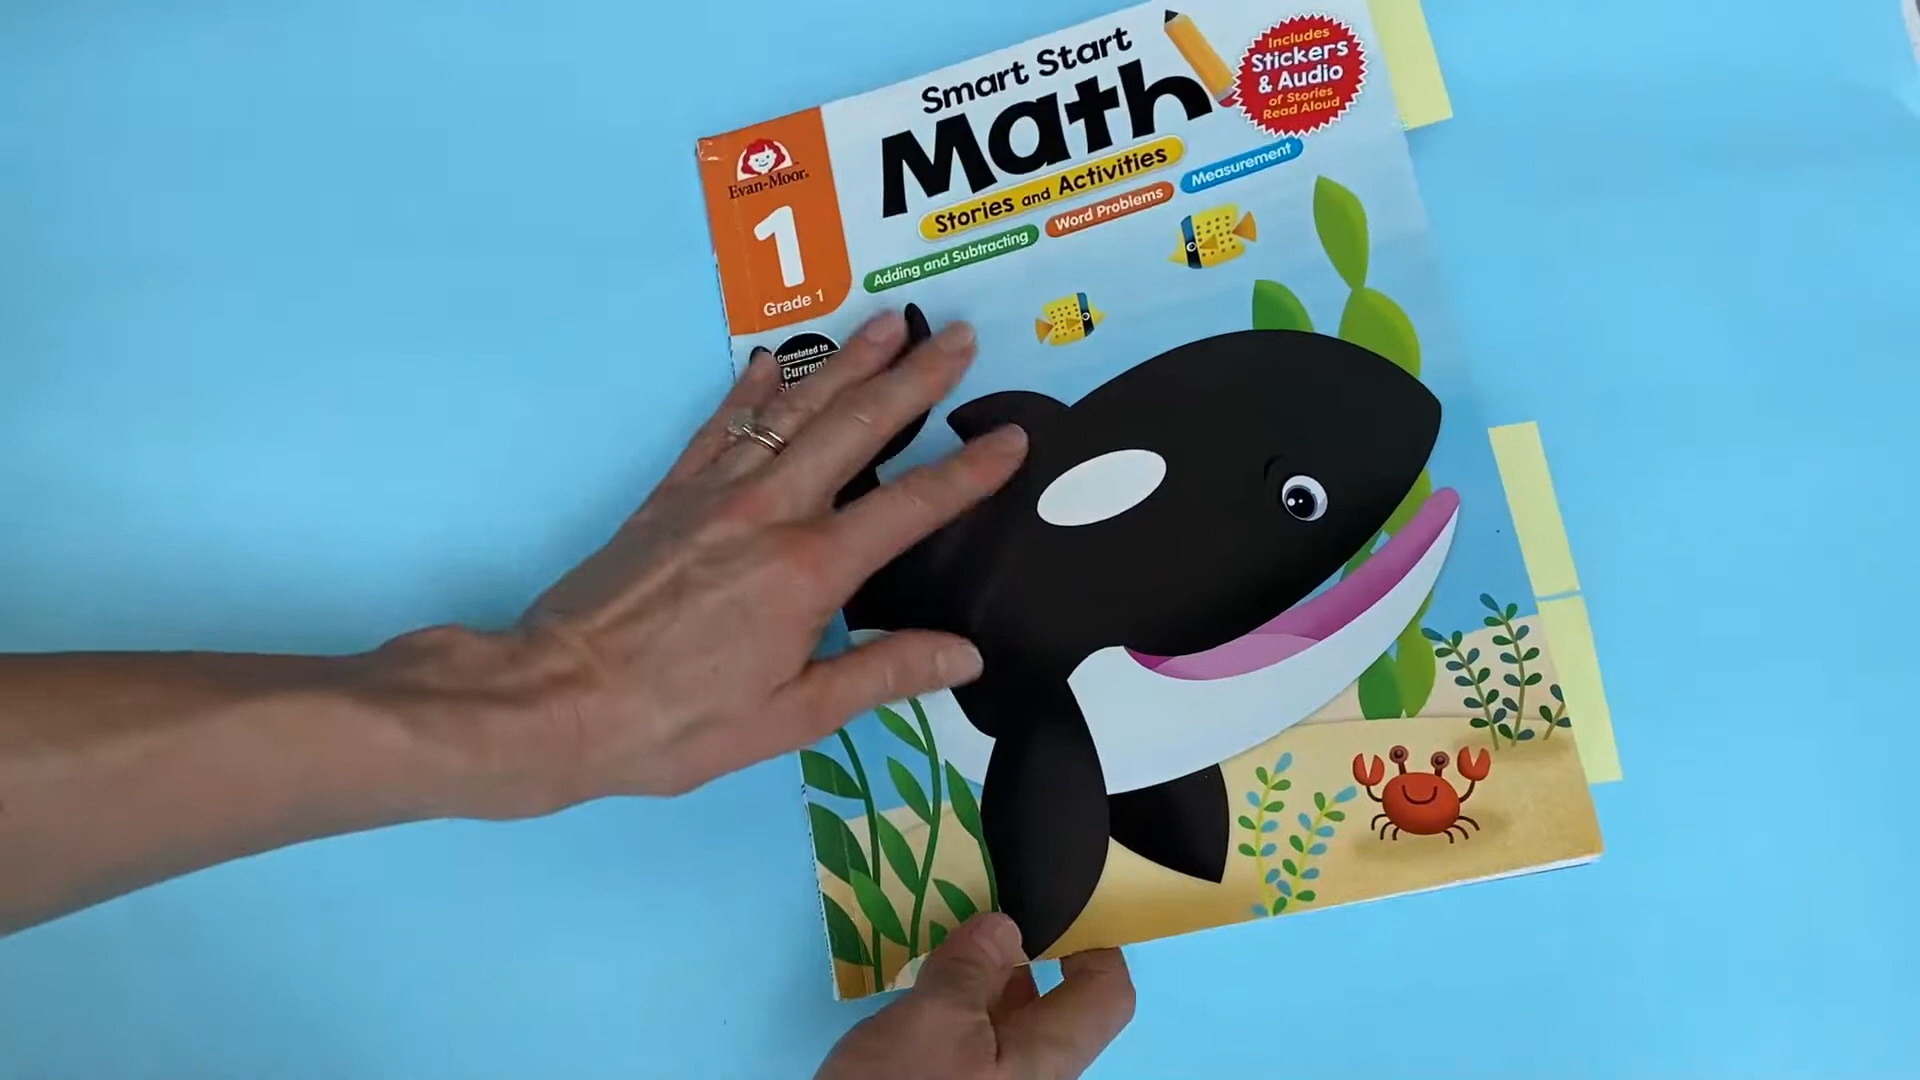 Smart Start
Math
Stories and Activities
Adding and Subtracting
Word Problems
Measurement
Includes
Stickers
& Audio
of Stories
Read Aloud
Evan-Moor®
1
Grade 1
Correlated to
Current